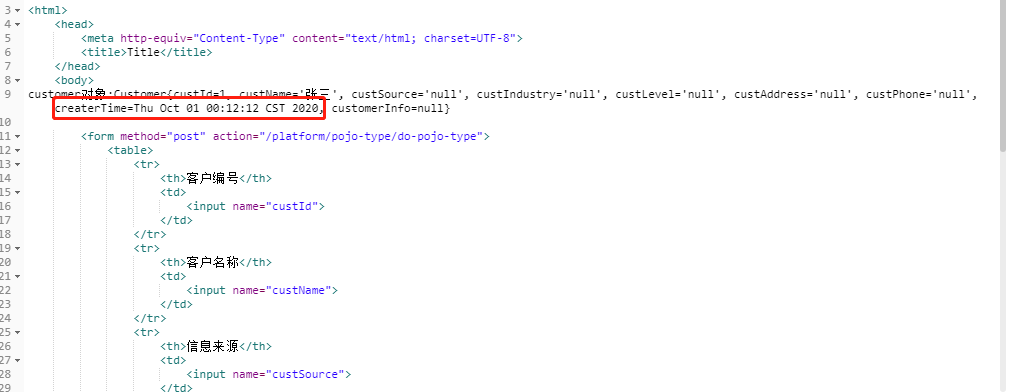 3 <html>
4 <head>
5 <meta http-equiv="Content-Type" content="text/html; charset=UTF-8">
6 <title>Title</title>
7 </head>
8 <body>
9 customer对象:Customer{custId=1, custName='张三', custSource='null', custIndustry='null', custLevel='null', custAddress='null', custPhone='null',
createrTime=Thu Oct 01 00:12:12 CST 2020, customerInfo=null}
10
11 <form method="post" action="/platform/pojo-type/do-pojo-type">
12 <table>
13 <tr>
14 <th>客户编号</th>
15 <td>
16 <input name="custId">
17 </td>
18 </tr>
19 <tr>
20 <th>客户名称</th>
21 <td>
22 <input name="custName">
23 </td>
24 </tr>
25 <tr>
26 <th>信息来源</th>
27 <td>
28 <input name="custSource">
29 </td>